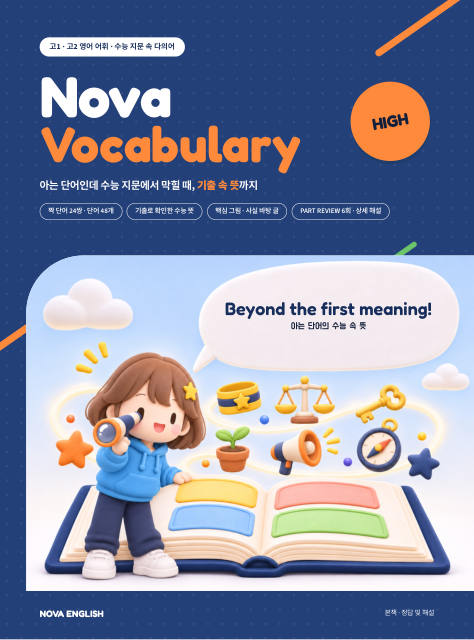 고1 · 고2 영어 어휘 · 수능 지문 속 다의어
Nova
Vocabulary
HIGH
아는 단어인데 수능 지문에서 막힐 때, 기출 속 뜻까지
짝 단어 24쌍 · 단어 48개
기출로 확인한 수능 뜻
핵심 그림 · 사실 바탕 글
PART REVIEW 6회 · 상세 해설
Beyond the first meaning!
아는 단어의 수능 속 뜻
NOVA ENGLISH
본책 · 정답 및 해설